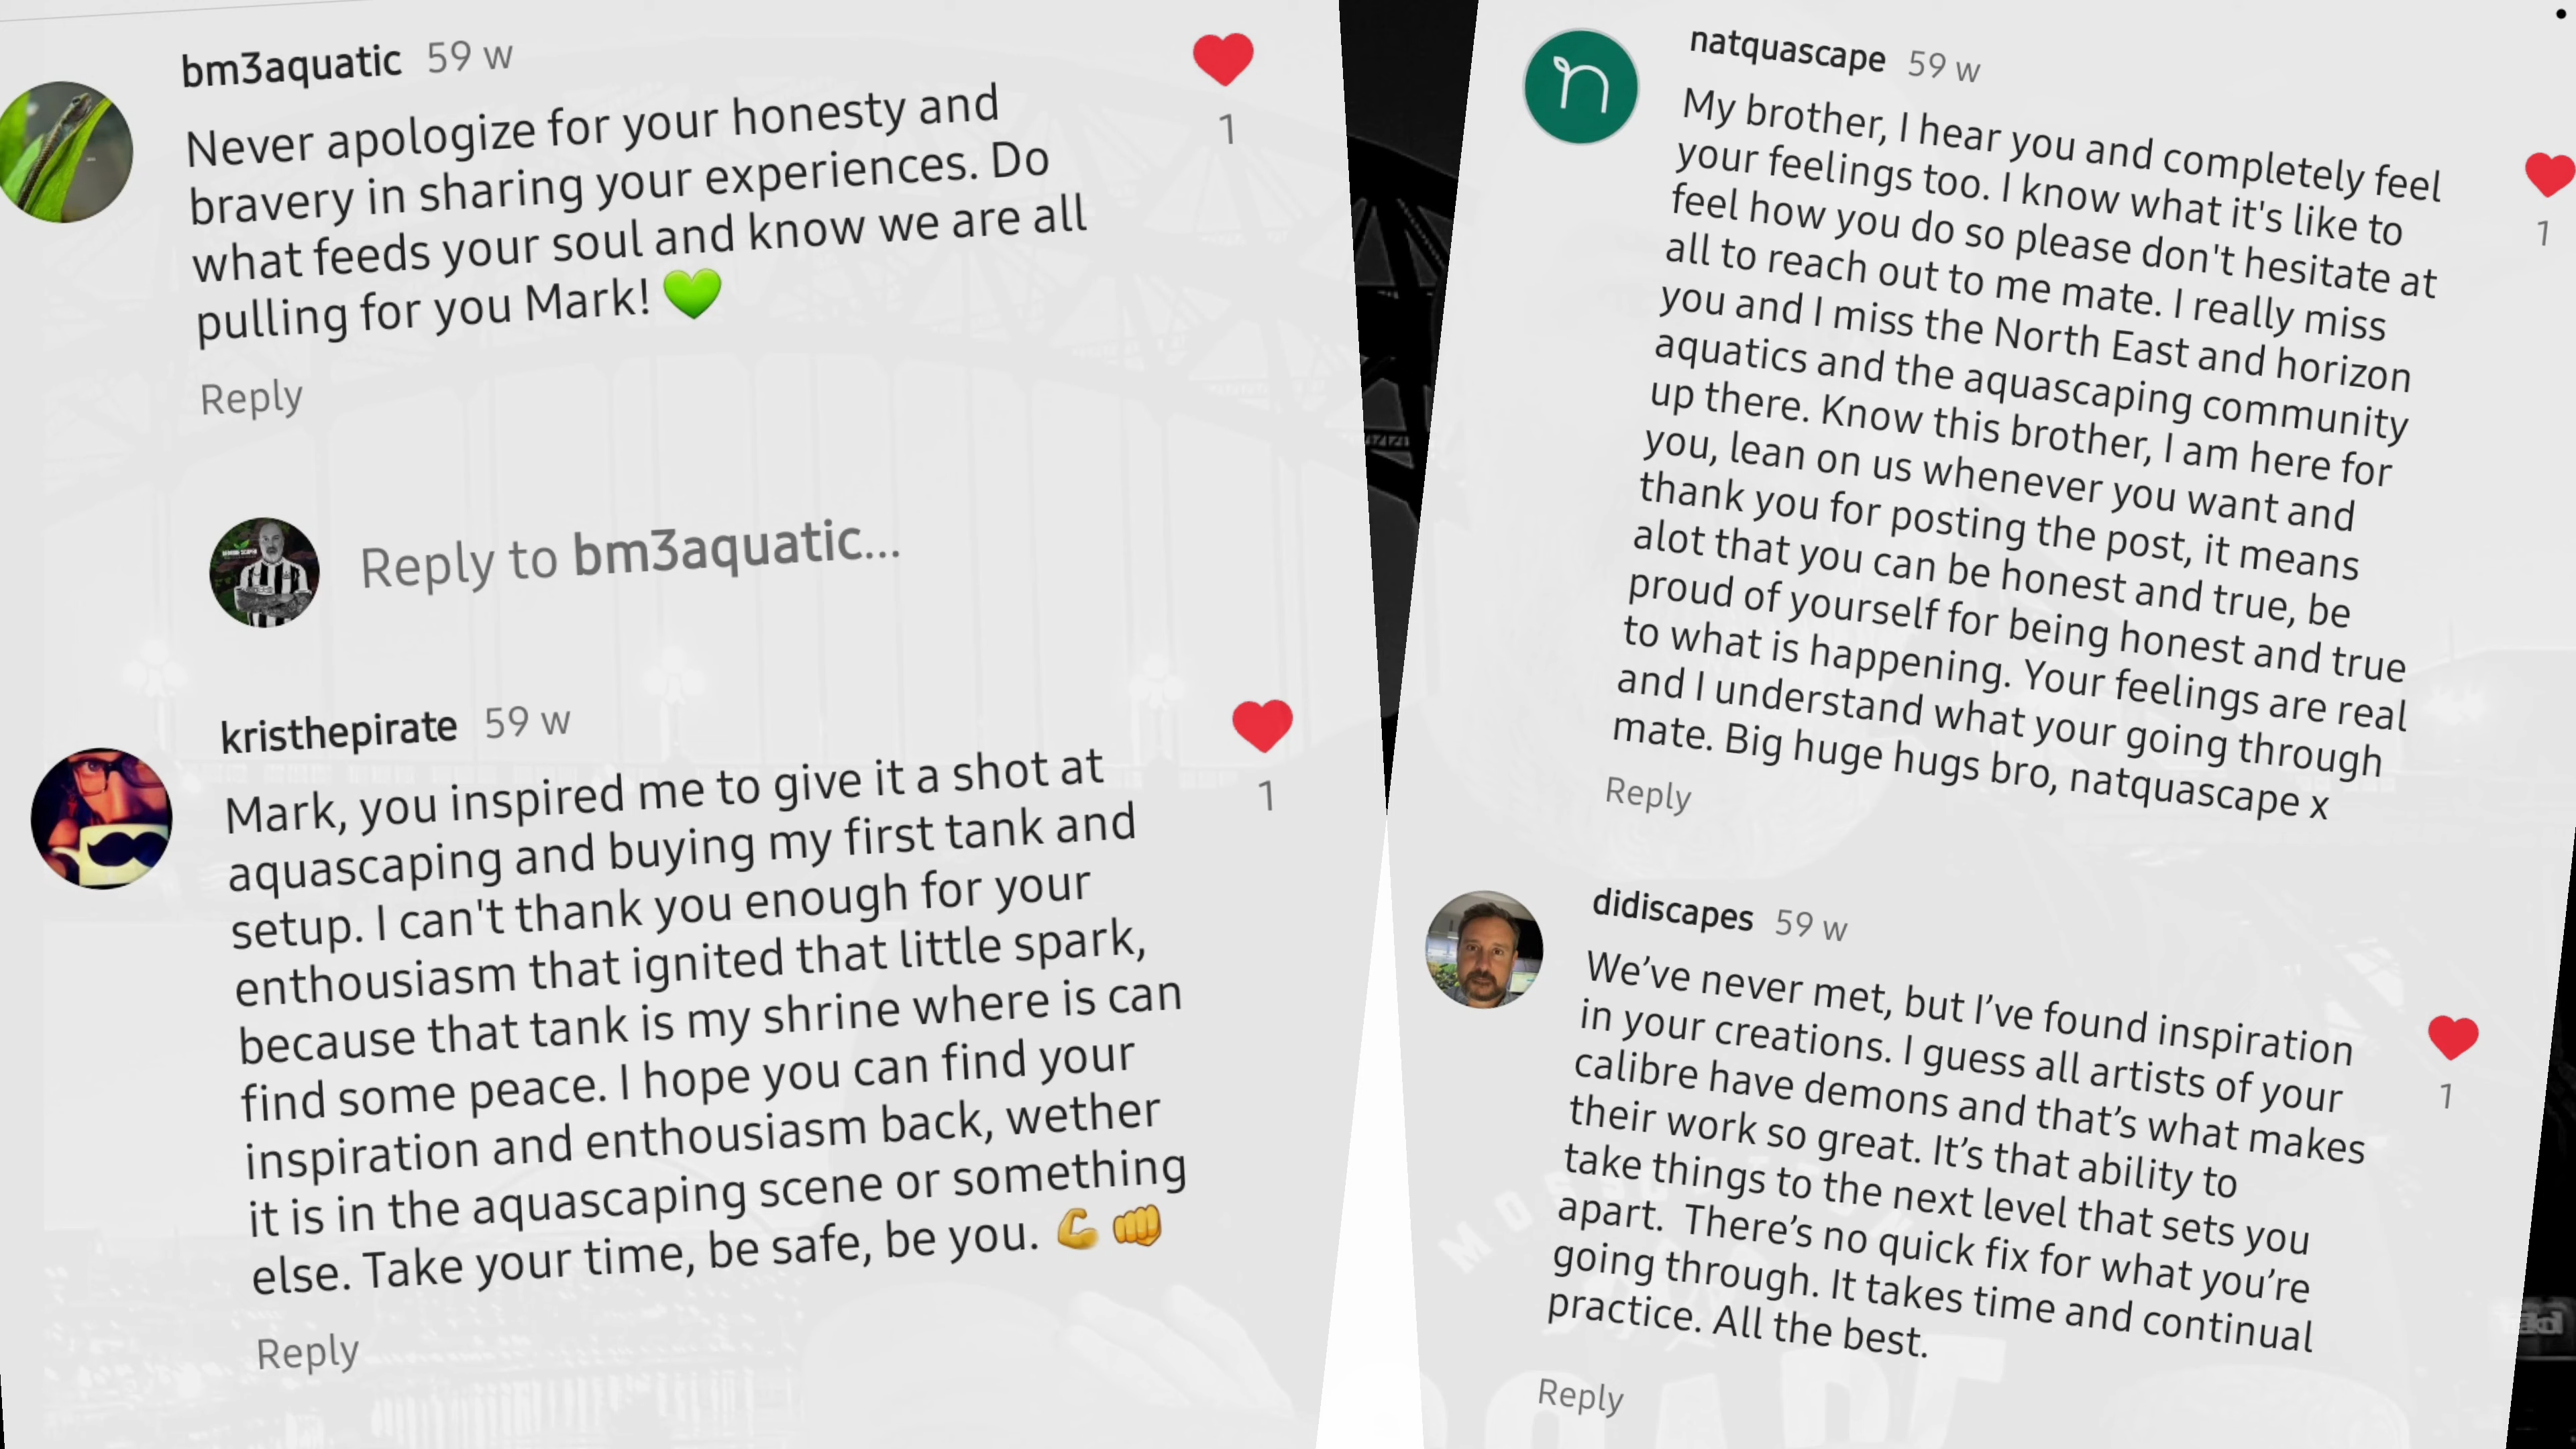 bm3aquatic 59 w
Never apologize for your honesty and
bravery in sharing your experiences. Do
what feeds your soul and know we are all
pulling for you Mark! 💚
1
Reply
Reply to bm3aquatic...
kristhepirate 59 w
Mark, you inspired me to give it a shot at
aquascaping and buying my first tank and
setup. I can't thank you enough for your
enthousiasm that ignited that little spark,
because that tank is my shrine where is can
find some peace. I hope you can find your
inspiration and enthousiasm back, wether
it is in the aquascaping scene or something
else. Take your time, be safe, be you. 💪 👊
1
Reply
natquascape 59 w
My brother, I hear you and completely feel
your feelings too. I know what it's like to
feel how you do so please don't hesitate at
all to reach out to me mate. I really miss
you and I miss the North East and horizon
aquatics and the aquascaping community
up there. Know this brother, I am here for
you, lean on us whenever you want and
thank you for posting the post, it means
alot that you can be honest and true, be
proud of yourself for being honest and true
to what is happening. Your feelings are real
and I understand what your going through
mate. Big huge hugs bro, natquascape x
1
Reply
didiscapes 59 w
We've never met, but I've found inspiration
in your creations. I guess all artists of your
calibre have demons and that's what makes
their work so great. It's that ability to
take things to the next level that sets you
apart.  There's no quick fix for what you're
going through. It takes time and continual
practice. All the best.
1
Reply